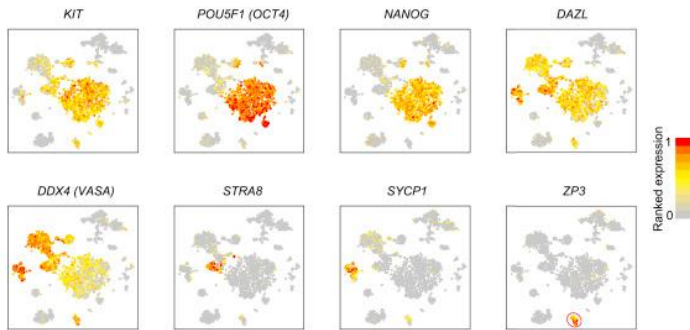 KIT
POU5F1 (OCT4)
NANOG
DAZL
DDX4 (VASA)
STRA8
SYCP1
ZP3
1
Ranked expression
0